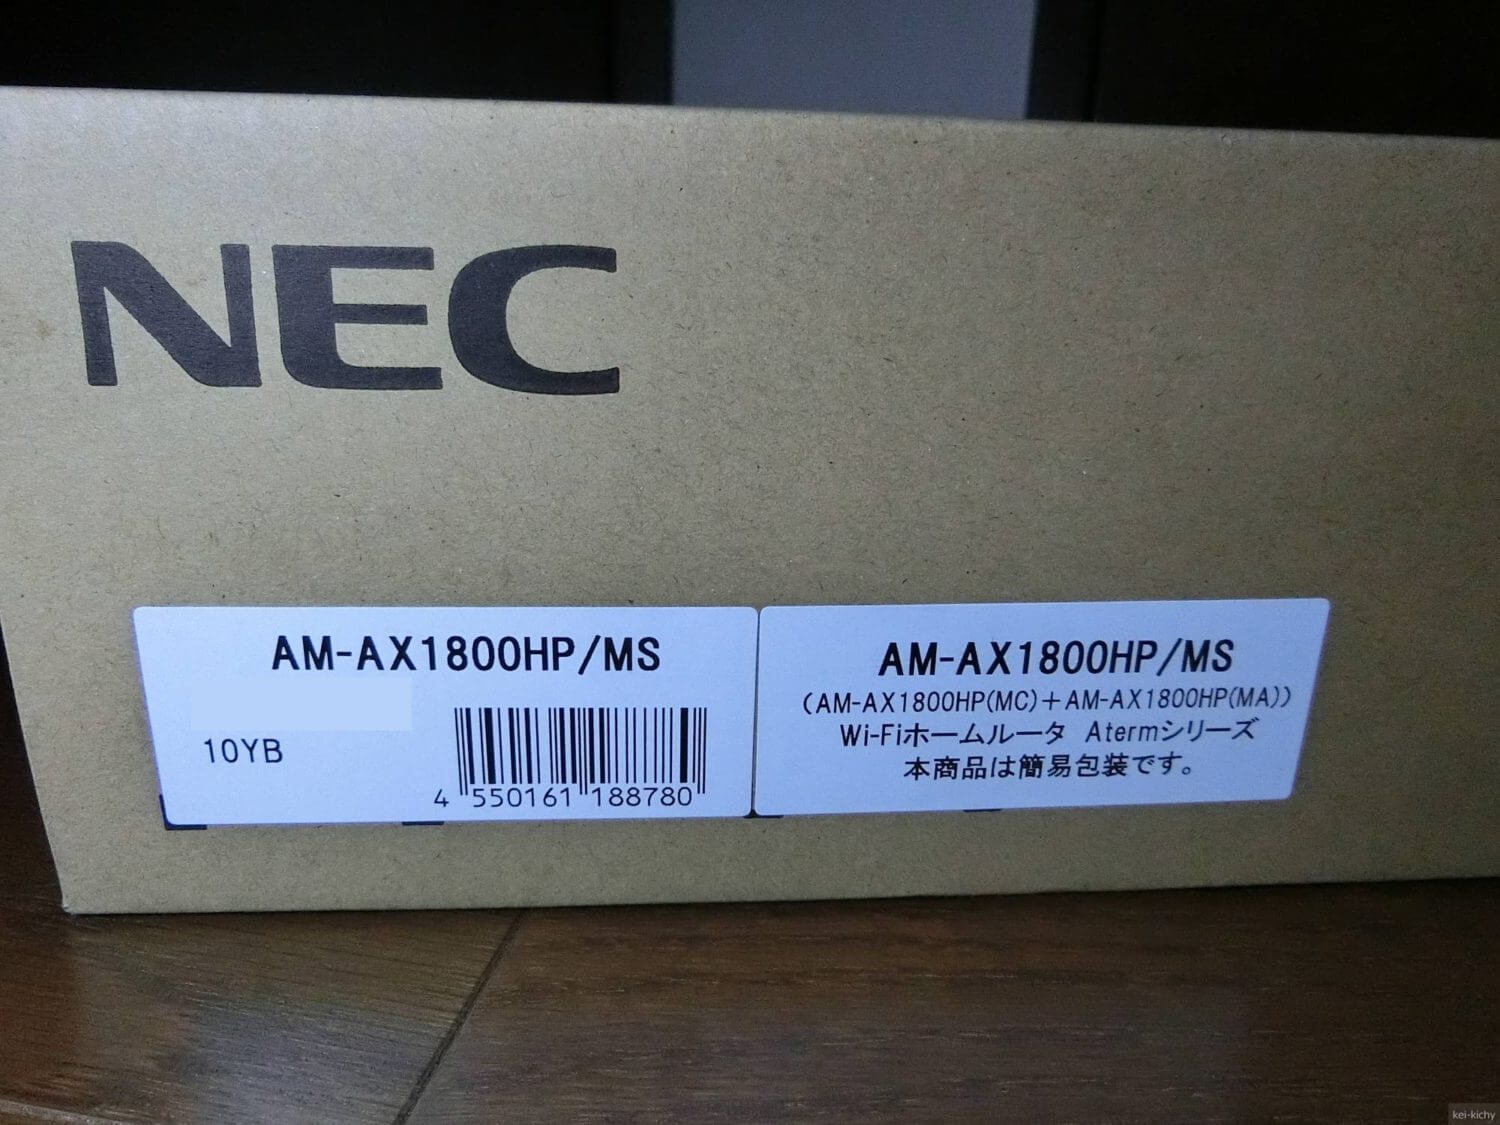 NEC
AM-AX1800HP/MS
10YB
4 550161 188780
AM-AX1800HP/MS
(AM-AX1800HP(MC)+AM-AX1800HP(MA))
Wi-Fiホームルータ Atermシリーズ
本商品は簡易包装です。
kei-kichy